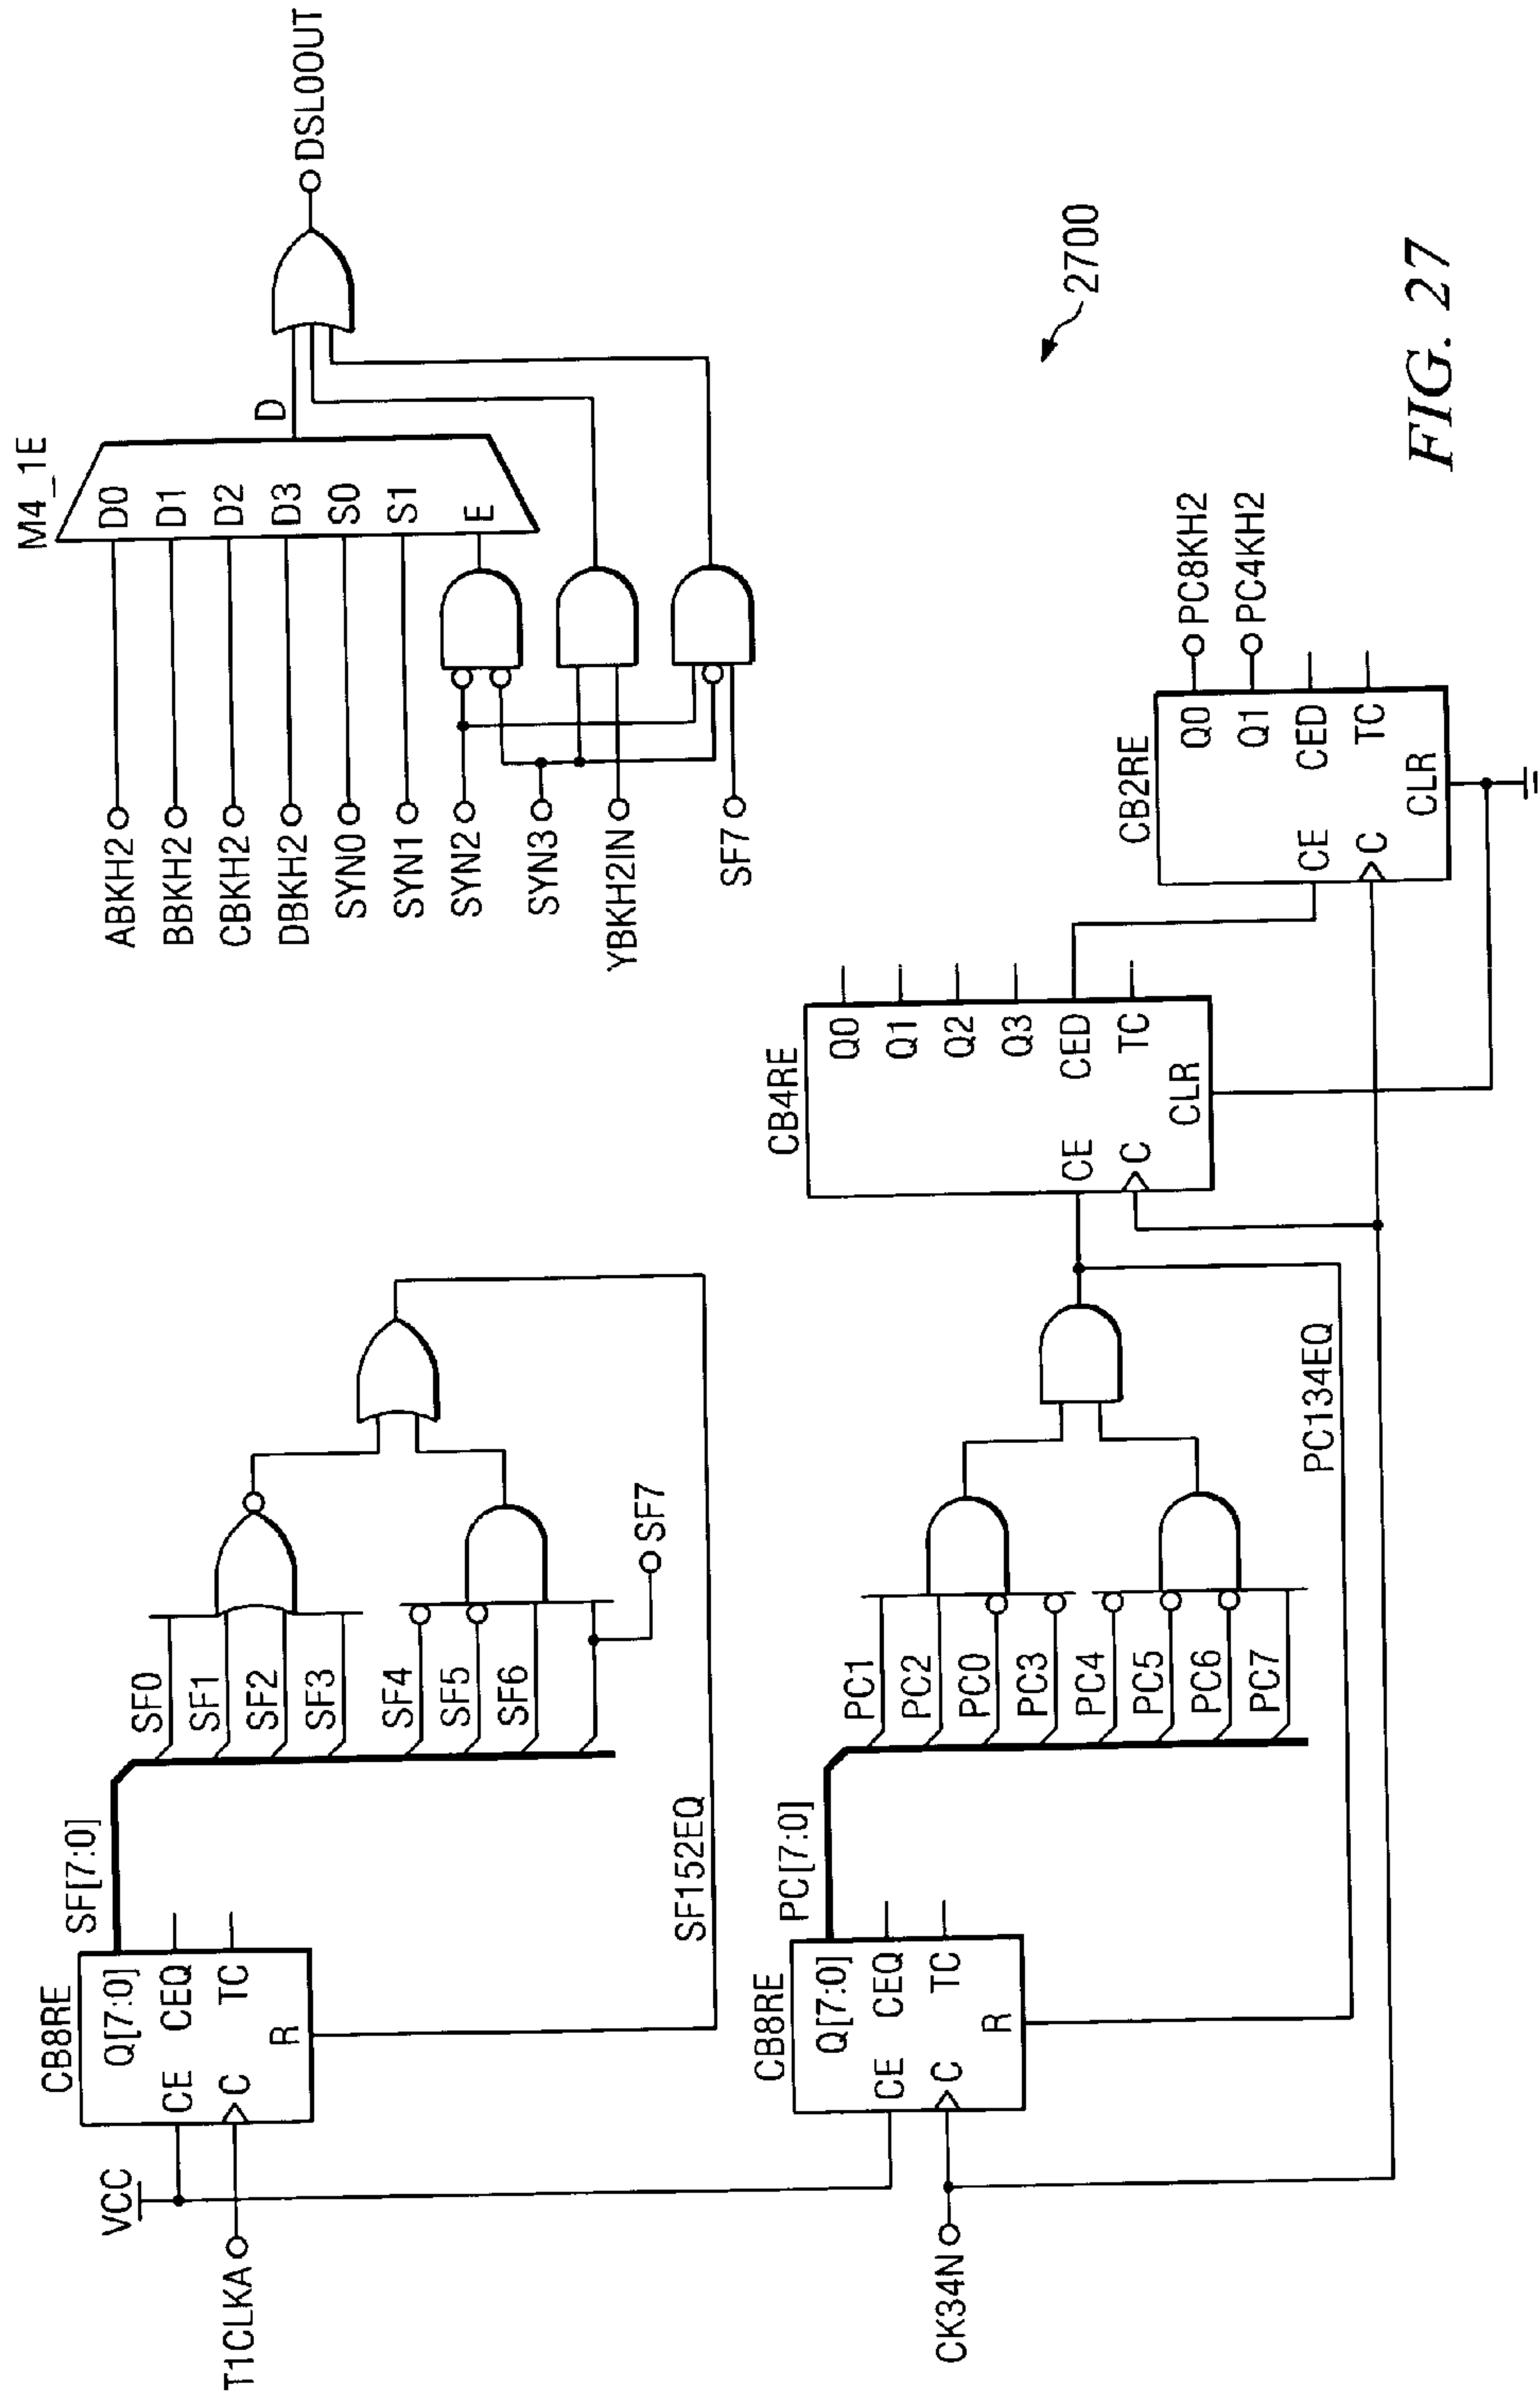 T1CLKA
VCC
CB8RE
CE
C
Q[7:0]
CEQ
TC
R
SF[7:0]
SF0
SF1
SF2
SF3
SF4
SF5
SF6
SF7
SF152EQ
CK34N
CB8RE
CE
C
Q[7:0]
CEQ
TC
R
PC[7:0]
PC1
PC2
PC0
PC3
PC4
PC5
PC6
PC7
PC134EQ
CB4RE
CE
C
Q0
Q1
Q2
Q3
CED
TC
CLR
CB2RE
CE
C
Q0
Q1
CED
TC
CLR
PC8KH2
PC4KH2
ABKH2
BBKH2
CBKH2
DBKH2
SYN0
SYN1
SYN2
SYN3
YBKH2IN
SF7
M4_1E
D0
D1
D2
D3
S0
S1
E
D
DSL0OUT
2700
FIG. 27